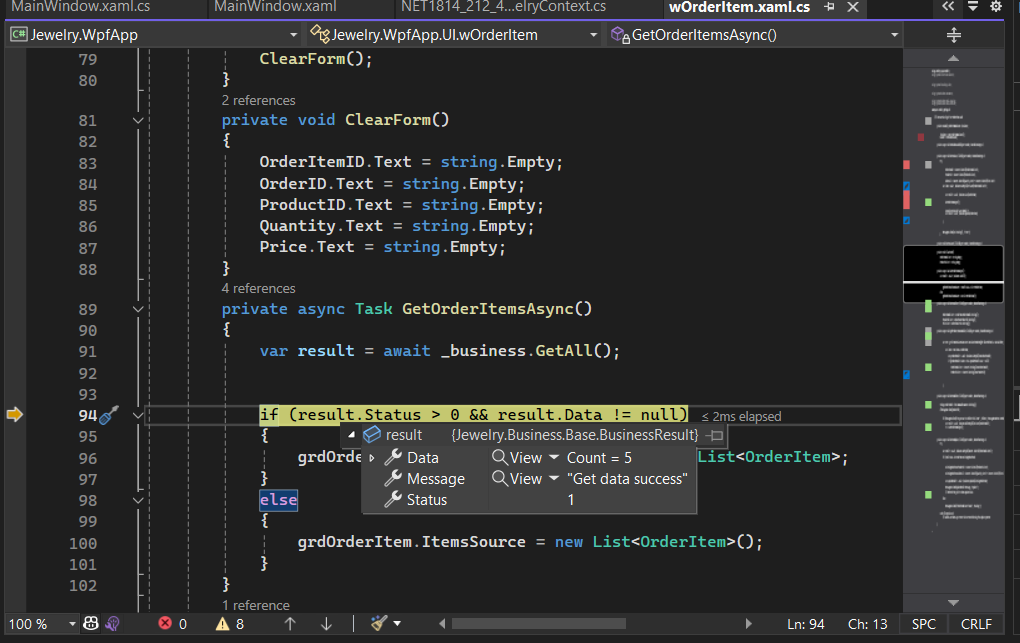 MainWindow.xaml.cs MainWindow.xaml NET1814_212_4...elryContext.cs wOrderItem.xaml.cs
C# Jewelry.WpfApp Jewelry.WpfApp.UI.wOrderItem GetOrderItemsAsync()
79 ClearForm();
80 }
2 references
81 private void ClearForm()
82 {
83 OrderItemID.Text = string.Empty;
84 OrderID.Text = string.Empty;
85 ProductID.Text = string.Empty;
86 Quantity.Text = string.Empty;
87 Price.Text = string.Empty;
88 }
4 references
89 private async Task GetOrderItemsAsync()
90 {
91 var result = await _business.GetAll();
92
93
94 if (result.Status > 0 && result.Data != null) ≤ 2ms elapsed
95 { result {Jewelry.Business.Base.BusinessResult}
96 grdOrde Data View Count = 5 List<OrderItem>;
97 } Message View "Get data success"
98 else Status 1
99 {
100 grdOrderItem.ItemsSource = new List<OrderItem>();
101 }
102 }
1 reference
100 % 0 8 Ln: 94 Ch: 13 SPC CRLF